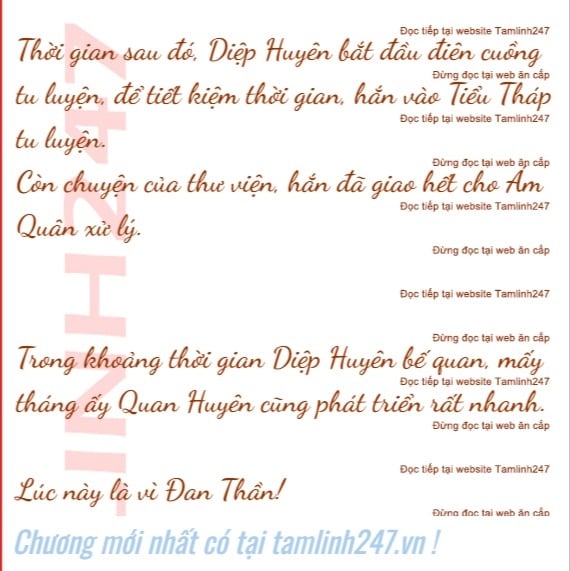 Đọc tiếp tại website Tamlinh247
Thời gian sau đó, Diệp Huyên bắt đầu điên cuồng
Đừng đọc tại web ăn cắp
tu luyện, để tiết kiệm thời gian, hắn vào Tiểu Tháp
Đọc tiếp tại website Tamlinh247
tu luyện.
Đừng đọc tại web ăn cắp
Còn chuyện của thư viện, hắn đã giao hết cho Am
Đọc tiếp tại website Tamlinh247
Quân xử lý.
Đừng đọc tại web ăn cắp
Đọc tiếp tại website Tamlinh247
Đừng đọc tại web ăn cắp
Trong khoảng thời gian Diệp Huyên bế quan, mấy
Đọc tiếp tại website Tamlinh247
tháng ấy Quan Huyên cũng phát triển rất nhanh.
Đừng đọc tại web ăn cắp
Đọc tiếp tại website Tamlinh247
Lúc này là vì Đan Thần!
Đừng đọc tại web ăn cắp
INH247
Chương mới nhất có tại tamlinh247.vn !